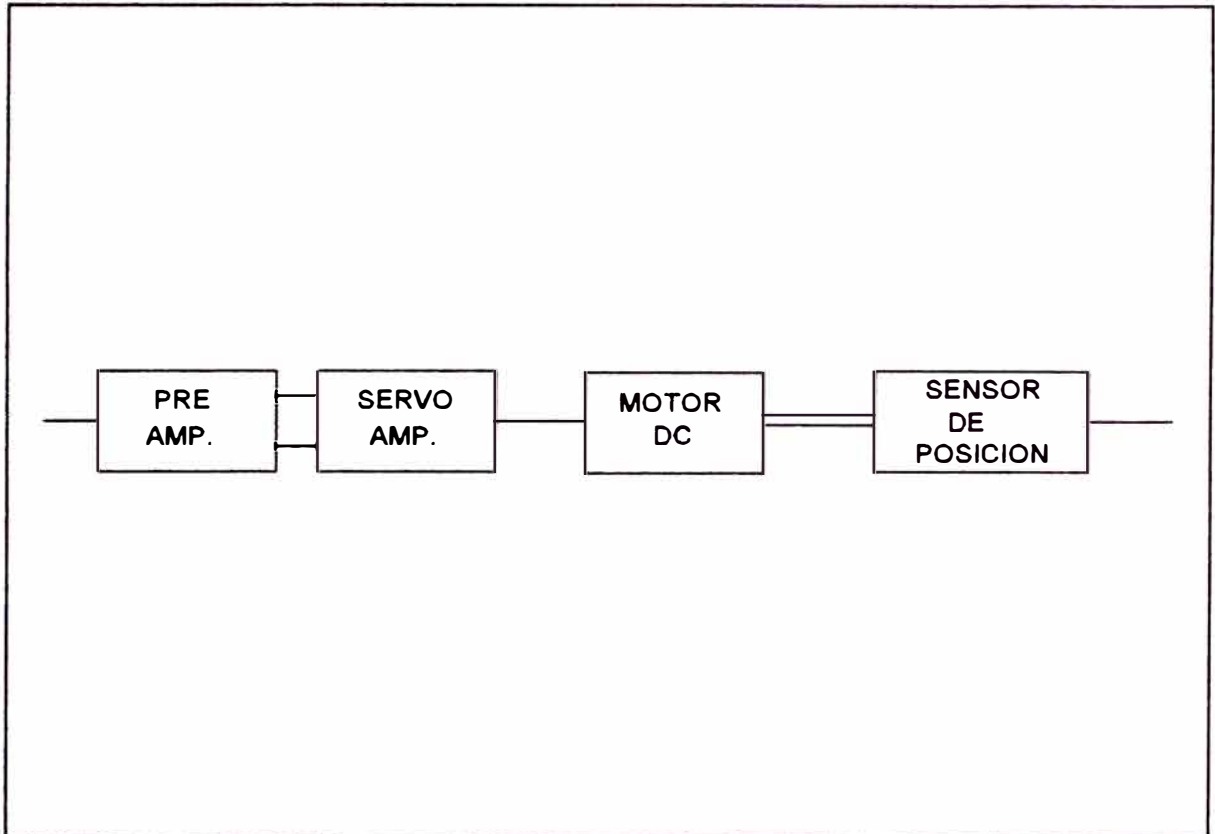 PRE
AMP.
SERVO
AMP.
MOTOR
DC
SENSOR
DE
POSICION